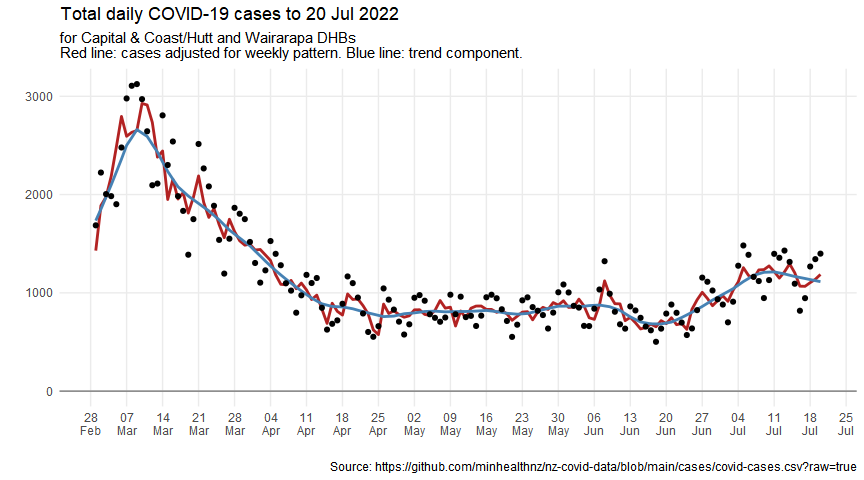 Total daily COVID-19 cases to 20 Jul 2022
for Capital & Coast/Hutt and Wairarapa DHBs
Red line: cases adjusted for weekly pattern. Blue line: trend component.
3000
2000
1000
0
28 07 14 21 28 04 11 18 25 02 09 16 23 30 06 13 20 27 04 11 18 25
Feb Mar Mar Mar Mar Apr Apr Apr Apr May May May May May Jun Jun Jun Jun Jul Jul Jul Jul
Source: https://github.com/minhealthnz/nz-covid-data/blob/main/cases/covid-cases.csv?raw=true